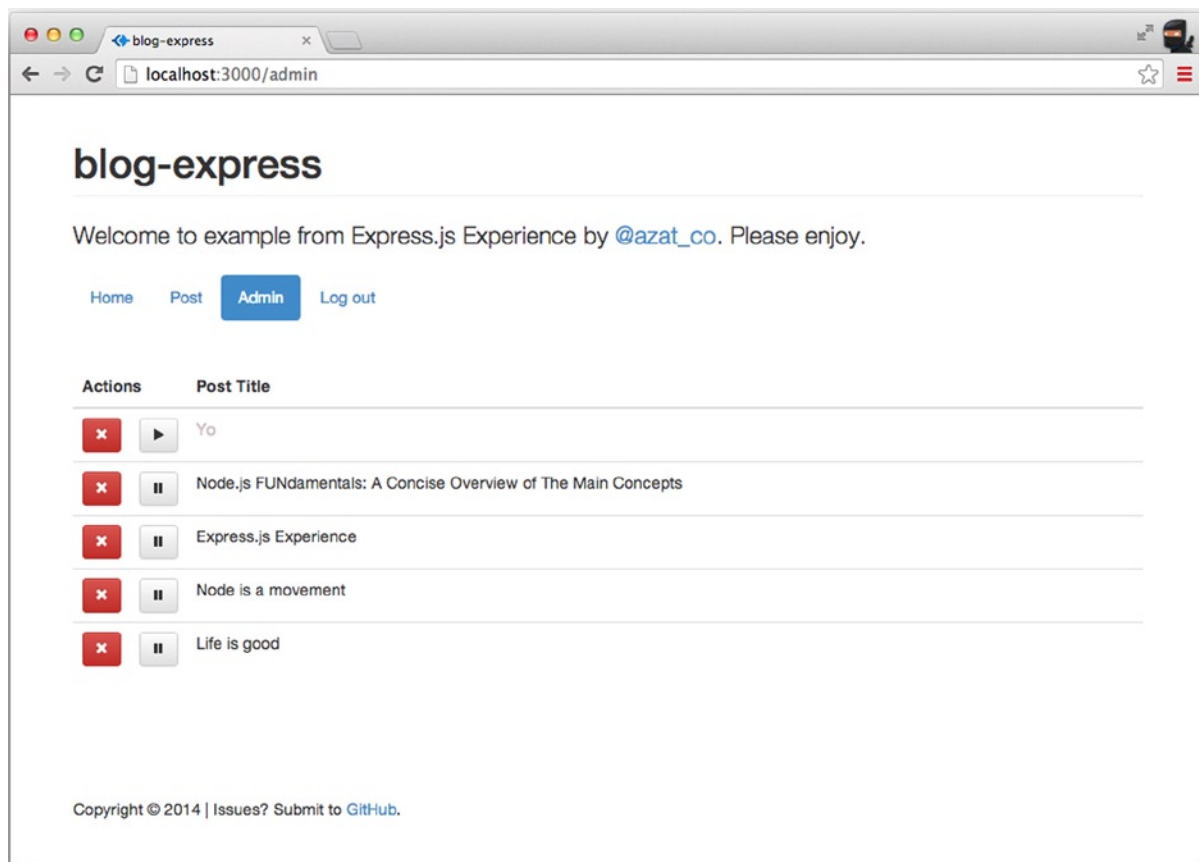 blog-express
localhost:3000/admin
blog-express
Welcome to example from Express.js Experience by @azat_co. Please enjoy.
Home Post Admin Log out
Actions Post Title
Yo
Node.js FUNdamentals: A Concise Overview of The Main Concepts
Express.js Experience
Node is a movement
Life is good
Copyright © 2014 | Issues? Submit to GitHub.